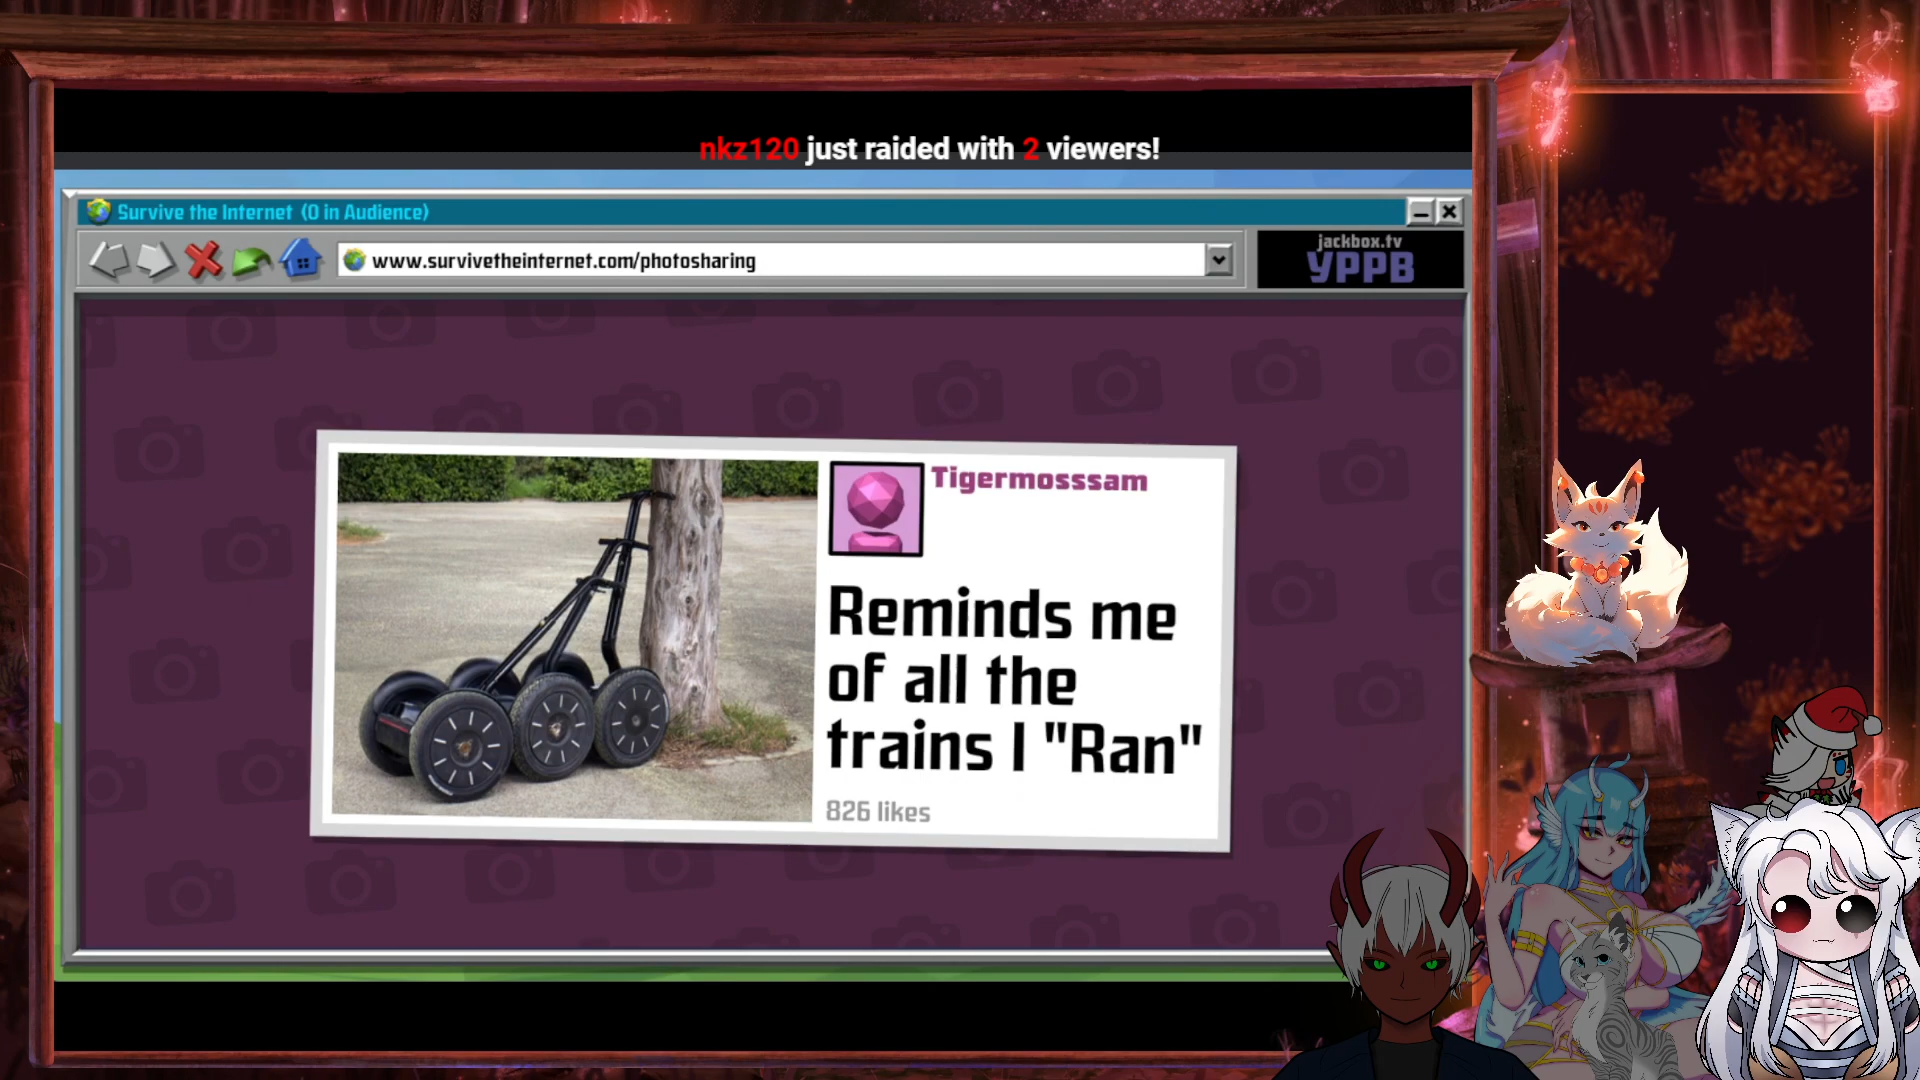 nkz120 just raided with 2 viewers!
Survive the Internet (0 in Audience)
www.survivetheinternet.com/photosharing
jackbox.tv
YPPB
Tigermosssam
Reminds me
of all the
trains I "Ran"
826 likes